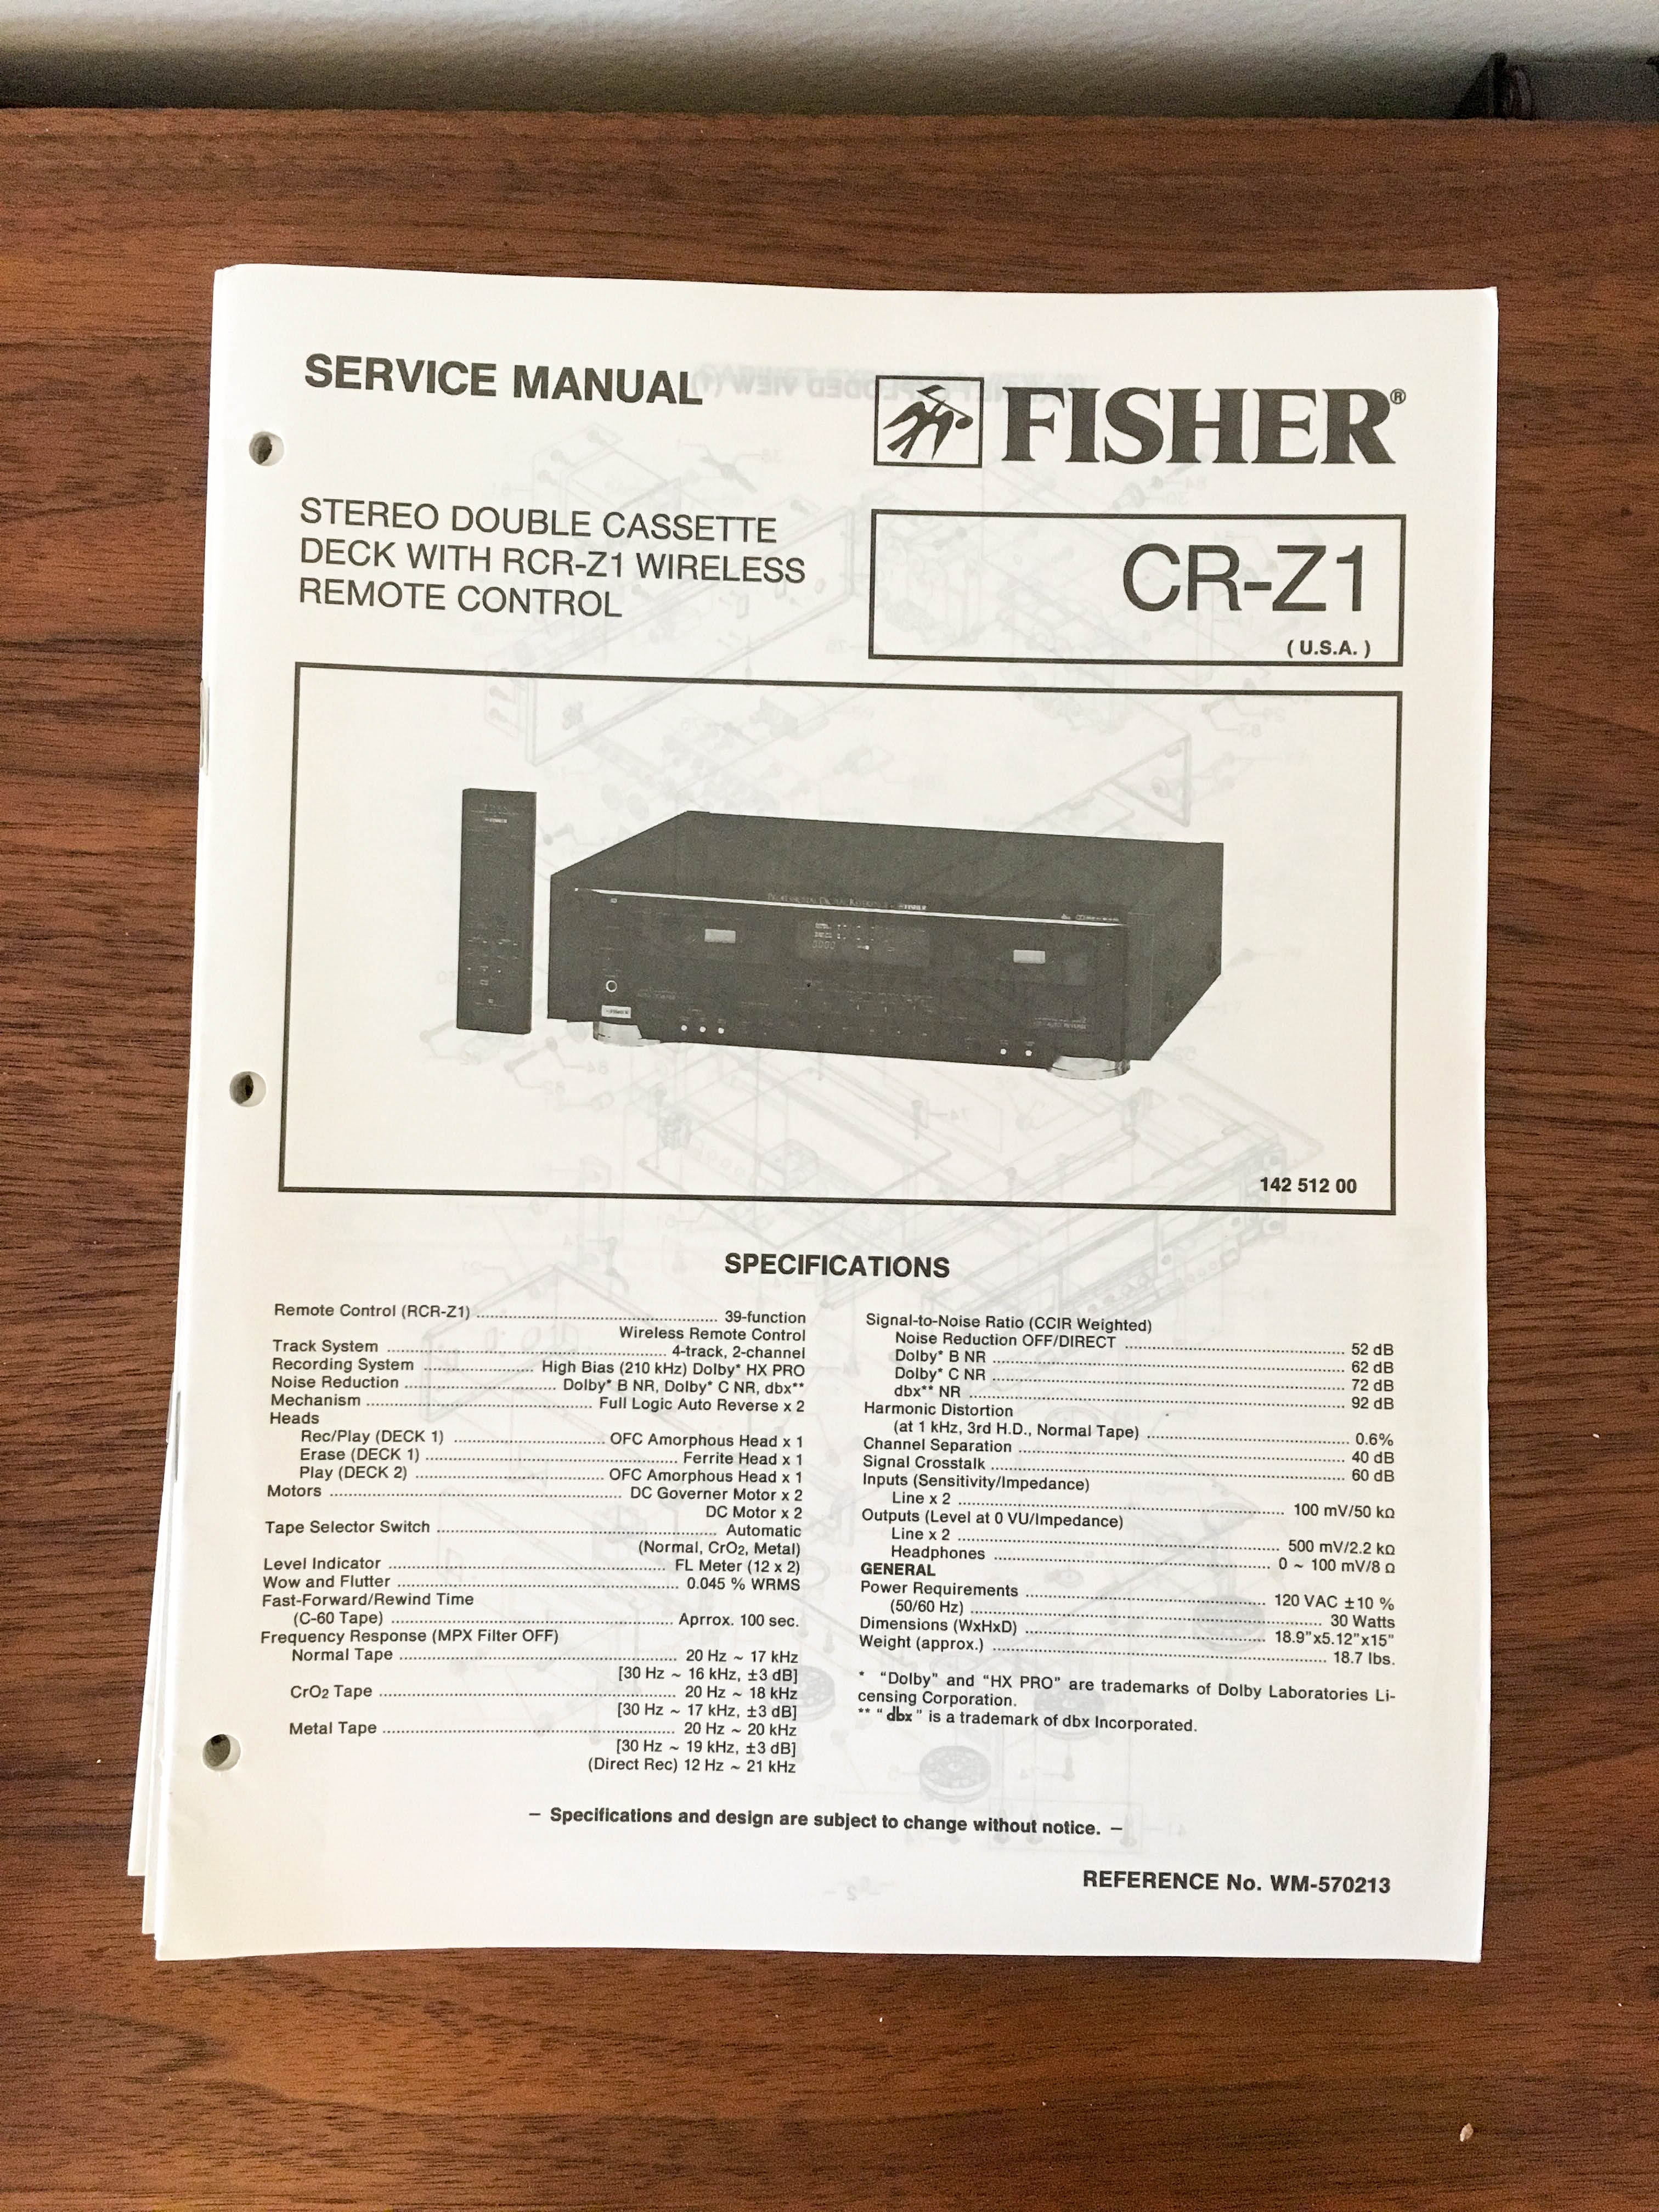 SERVICE MANUAL
FISHER®
STEREO DOUBLE CASSETTE
DECK WITH RCR-Z1 WIRELESS
REMOTE CONTROL
CR-Z1
( U.S.A. )
FISHER
FISHER
142 512 00
SPECIFICATIONS
Remote Control (RCR-Z1) ........ 39-function
Wireless Remote Control
Track System ........ 4-track, 2-channel
Recording System ........ High Bias (210 kHz) Dolby* HX PRO
Noise Reduction ........ Dolby* B NR, Dolby* C NR, dbx**
Mechanism ........ Full Logic Auto Reverse x 2
Heads
Rec/Play (DECK 1) ........ OFC Amorphous Head x 1
Erase (DECK 1) ........ Ferrite Head x 1
Play (DECK 2) ........ OFC Amorphous Head x 1
Motors ........ DC Governer Motor x 2
DC Motor x 2
Tape Selector Switch ........ Automatic
(Normal, CrO2, Metal)
Level Indicator ........ FL Meter (12 x 2)
Wow and Flutter ........ 0.045 % WRMS
Fast-Forward/Rewind Time
(C-60 Tape) ........ Aprrox. 100 sec.
Frequency Response (MPX Filter OFF)
Normal Tape ........ 20 Hz ~ 17 kHz
[30 Hz ~ 16 kHz, ±3 dB]
CrO2 Tape ........ 20 Hz ~ 18 kHz
[30 Hz ~ 17 kHz, ±3 dB]
Metal Tape ........ 20 Hz ~ 20 kHz
[30 Hz ~ 19 kHz, ±3 dB]
(Direct Rec) 12 Hz ~ 21 kHz
Signal-to-Noise Ratio (CCIR Weighted)
Noise Reduction OFF/DIRECT ........ 52 dB
Dolby* B NR ........ 62 dB
Dolby* C NR ........ 72 dB
dbx** NR ........ 92 dB
Harmonic Distortion
(at 1 kHz, 3rd H.D., Normal Tape) ........ 0.6%
Channel Separation ........ 40 dB
Signal Crosstalk ........ 60 dB
Inputs (Sensitivity/Impedance)
Line x 2 ........ 100 mV/50 kΩ
Outputs (Level at 0 VU/Impedance)
Line x 2 ........ 500 mV/2.2 kΩ
Headphones ........ 0 ~ 100 mV/8 Ω
GENERAL
Power Requirements ........ 120 VAC ±10 %
(50/60 Hz) ........ 30 Watts
Dimensions (WxHxD) ........ 18.9"x5.12"x15"
Weight (approx.) ........ 18.7 lbs.
* "Dolby" and "HX PRO" are trademarks of Dolby Laboratories Li-
censing Corporation.
** "dbx" is a trademark of dbx Incorporated.
– Specifications and design are subject to change without notice. –
REFERENCE No. WM-570213